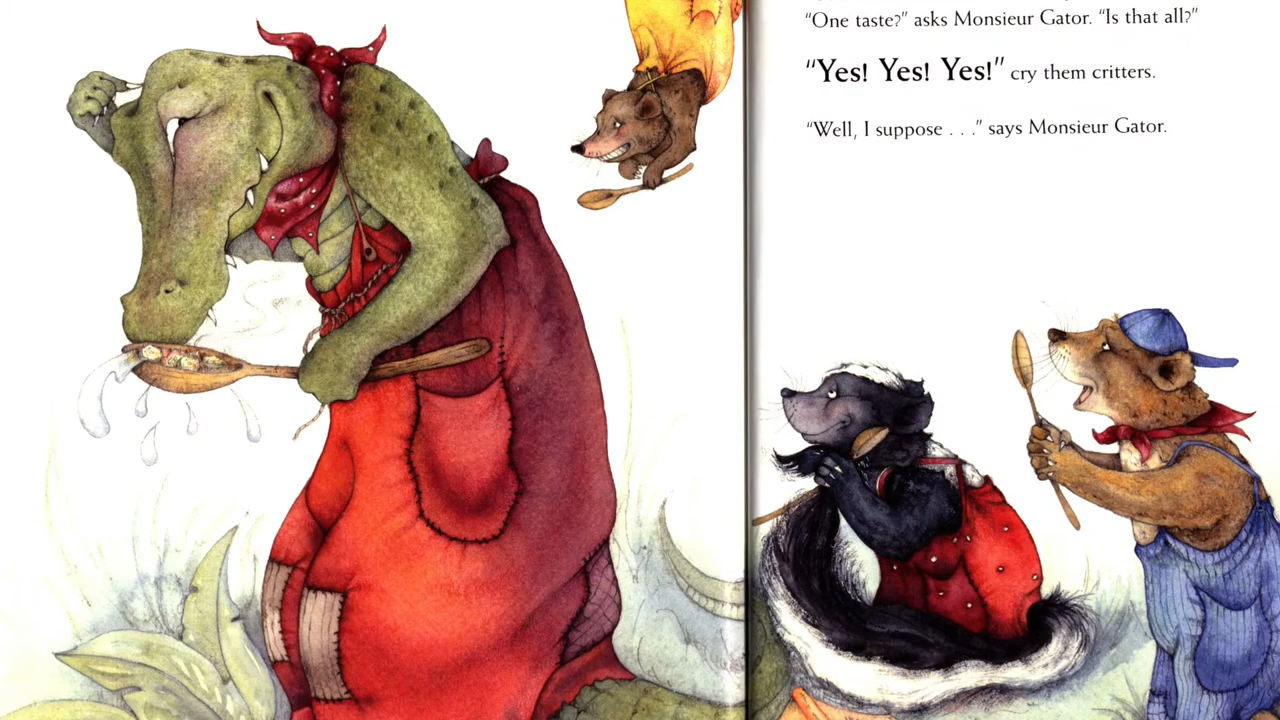 "One taste?" asks Monsieur Gator. "Is that all?"
"Yes! Yes! Yes!" cry them critters.
"Well, I suppose . . ." says Monsieur Gator.